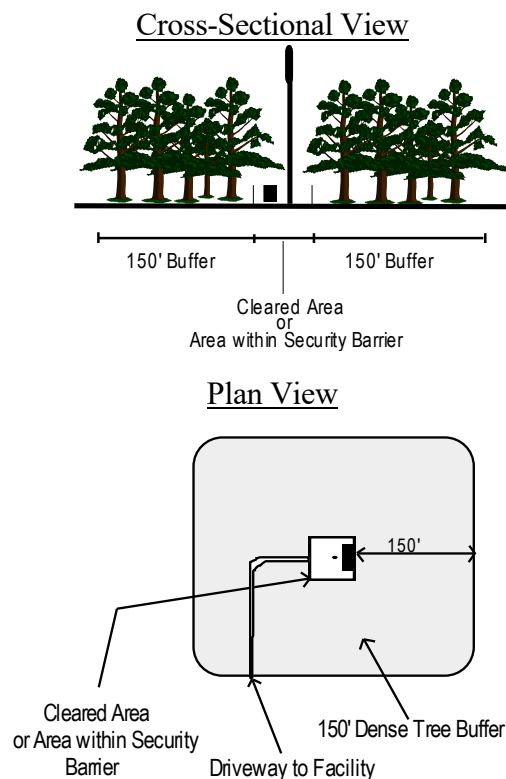 Cross-Sectional View
150' Buffer
150' Buffer
Cleared Area
or
Area within Security Barrier
Plan View
150'
Cleared Area
or Area within Security
Barrier
Driveway to Facility
150' Dense Tree Buffer